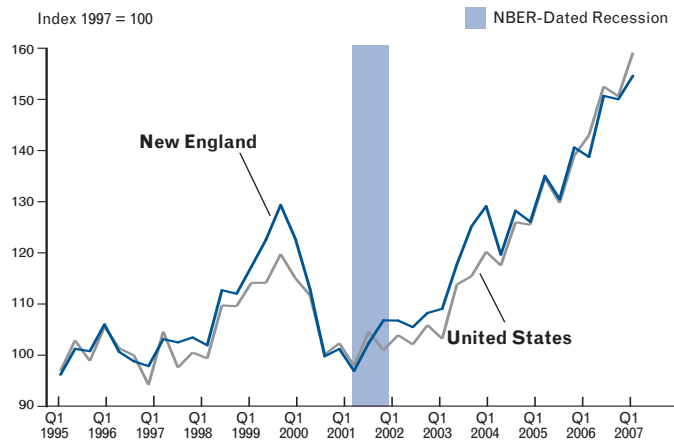 Index 1997 = 100
NBER-Dated Recession
160
150
140
130
120
110
100
90
New England
United States
Q1 Q1 Q1 Q1 Q1 Q1 Q1 Q1 Q1 Q1 Q1 Q1 Q1
1995 1996 1997 1998 1999 2000 2001 2002 2003 2004 2005 2006 2007